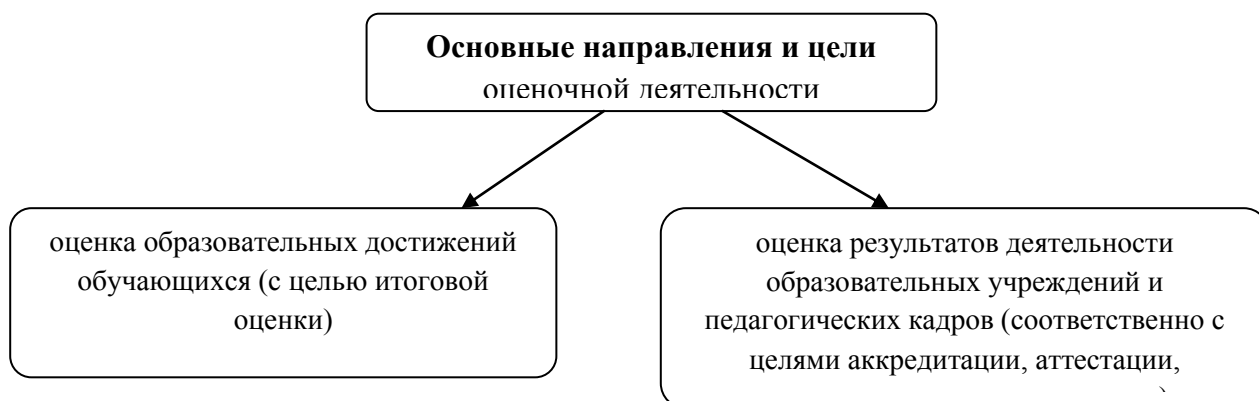 Основные направления и цели
оценочной деятельности
оценка образовательных достижений
обучающихся (с целью итоговой
оценки)
оценка результатов деятельности
образовательных учреждений и
педагогических кадров (соответственно с
целями аккредитации, аттестации,